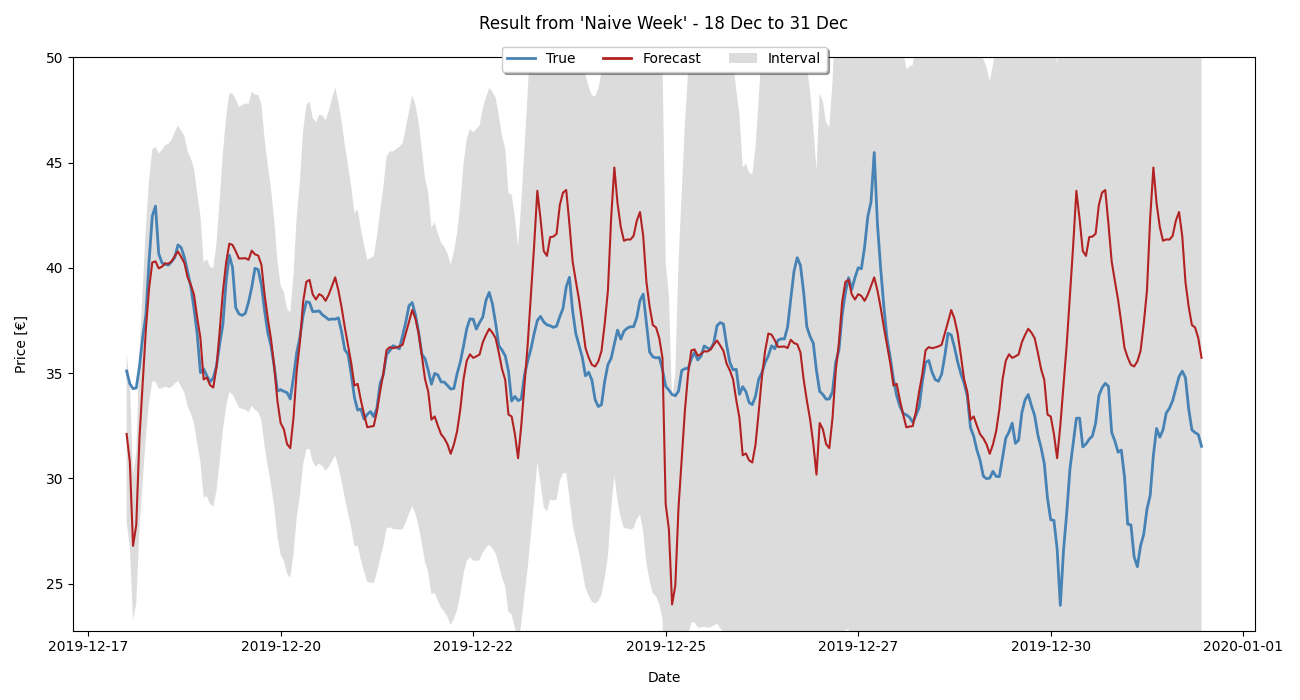 Result from 'Naive Week' - 18 Dec to 31 Dec
True Forecast Interval
50
45
40
35
30
25
Price [€]
2019-12-17 2019-12-20 2019-12-22 2019-12-25 2019-12-27 2019-12-30 2020-01-01
Date